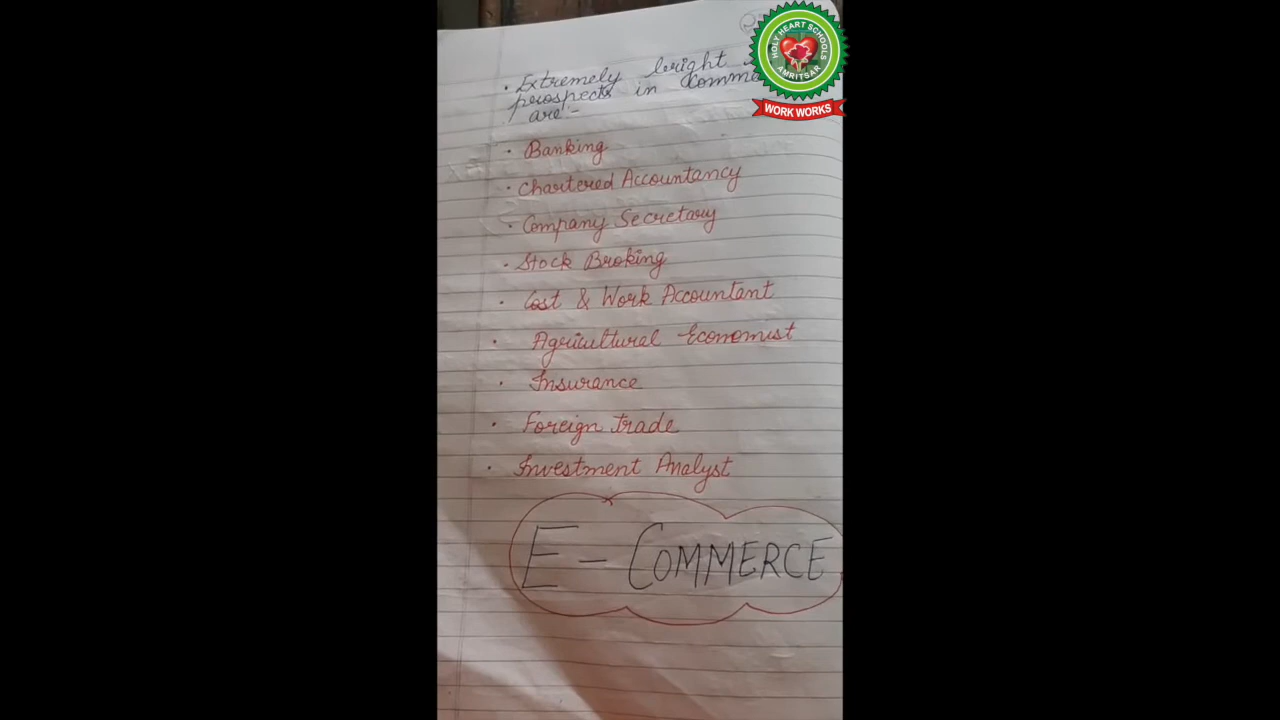 • Extremely bright
prospects in comme
are:-
• Banking
• Chartered Accountancy
• Company Secretary
• Stock Broking
• Cost & Work Accountant
• Agricultural Economist
• Insurance
• Foreign trade
• Investment Analyst
E - COMMERCE
HOLY HEART SCHOOLS
AMRITSAR
WORK WORKS